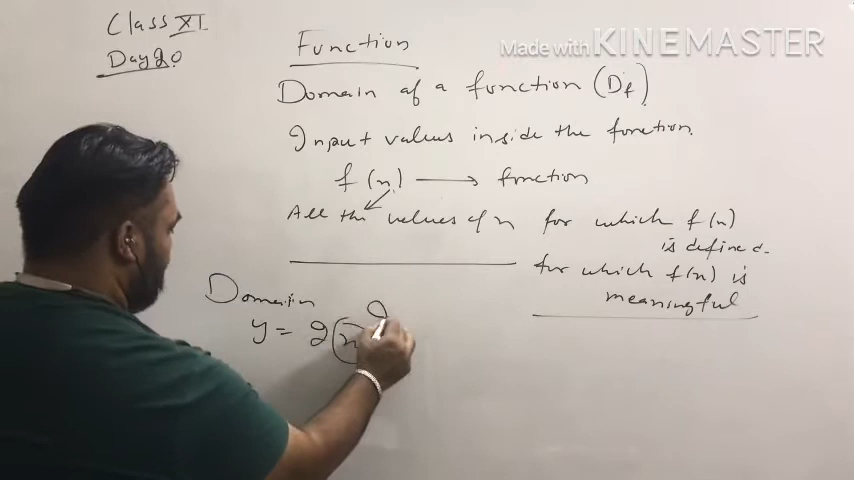 Class XI
Day 20
Made with KINEMASTER
Function
Domain of a function (Df)
Input values inside the function.
f(x) → function
All the values of x for which f(x)
is defined.
for which f(x) is
meaningful
Domain
y = 2(x